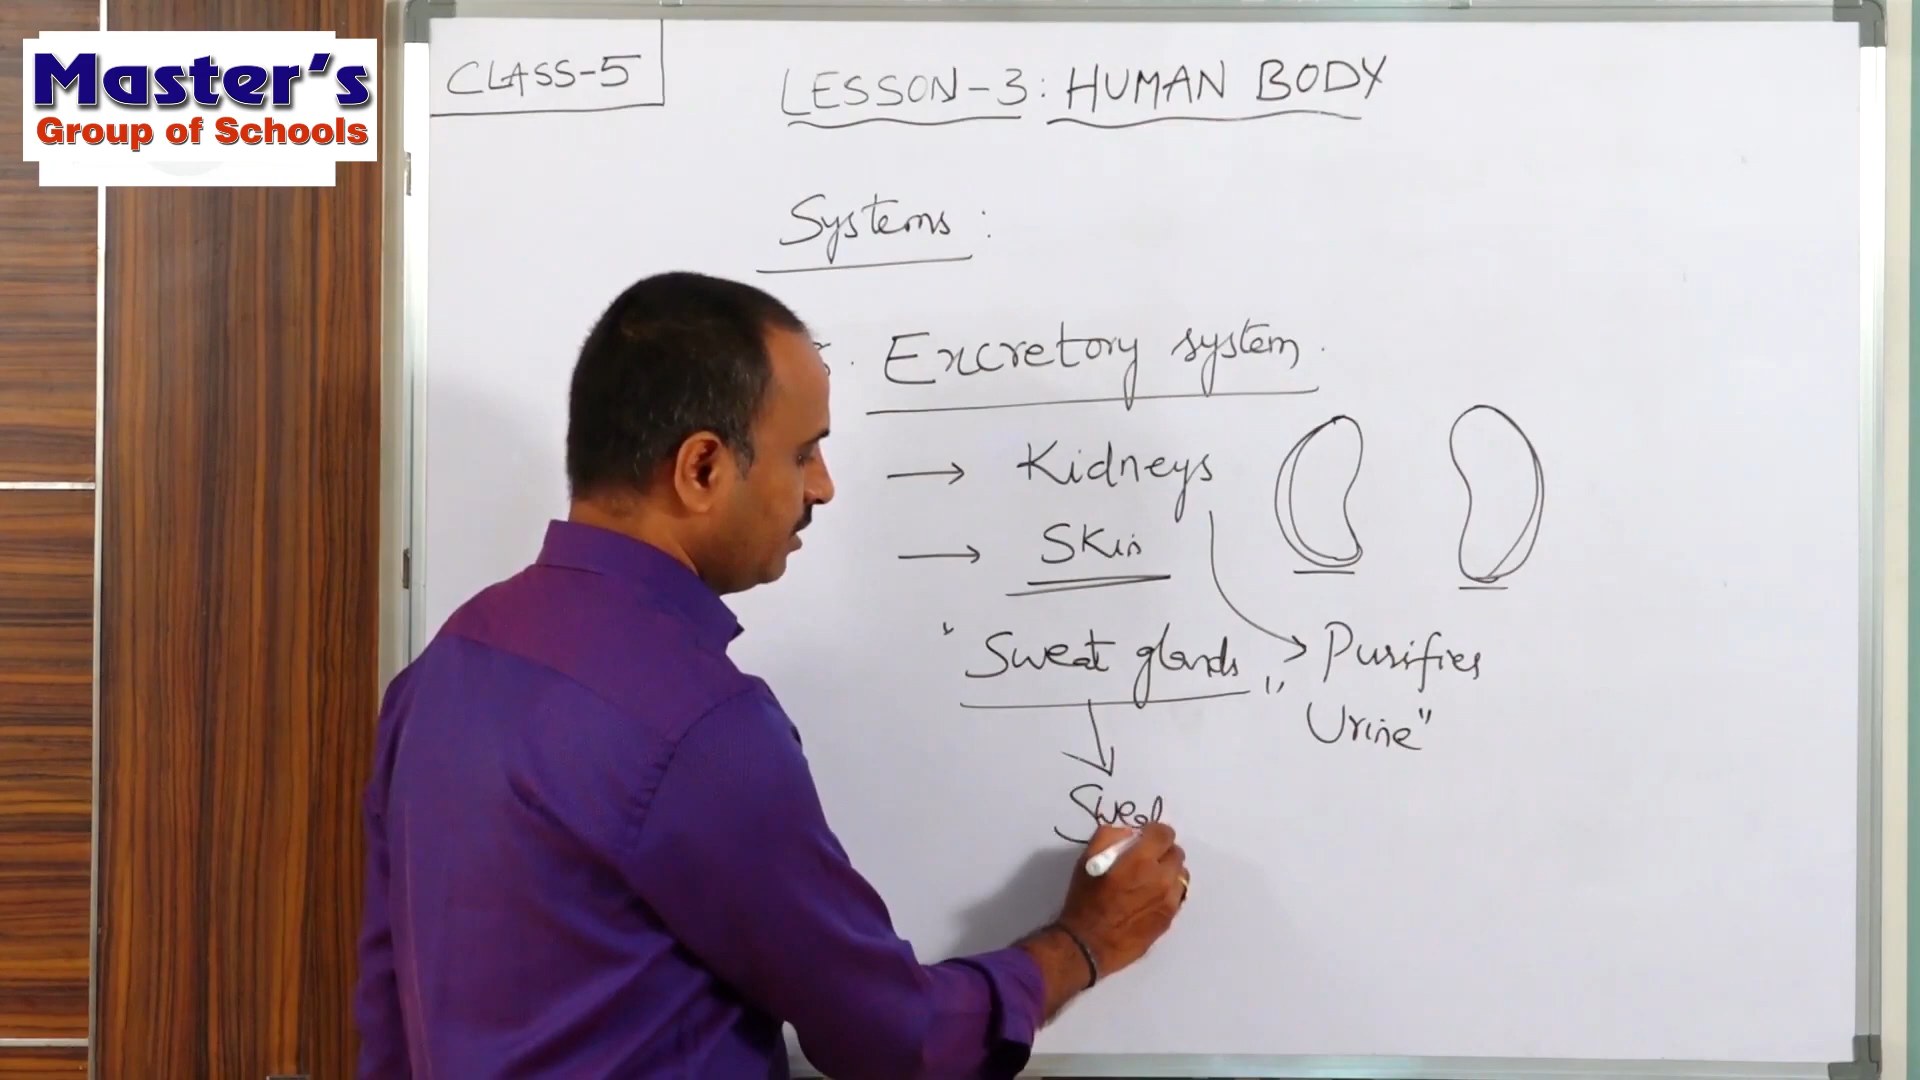 Master's
Group of Schools
CLASS-5
LESSON-3: HUMAN BODY
Systems:
Excretory system.
→ Kidneys
→ Skin
"Sweat glands"
→ Purifies
Urine"
Swea